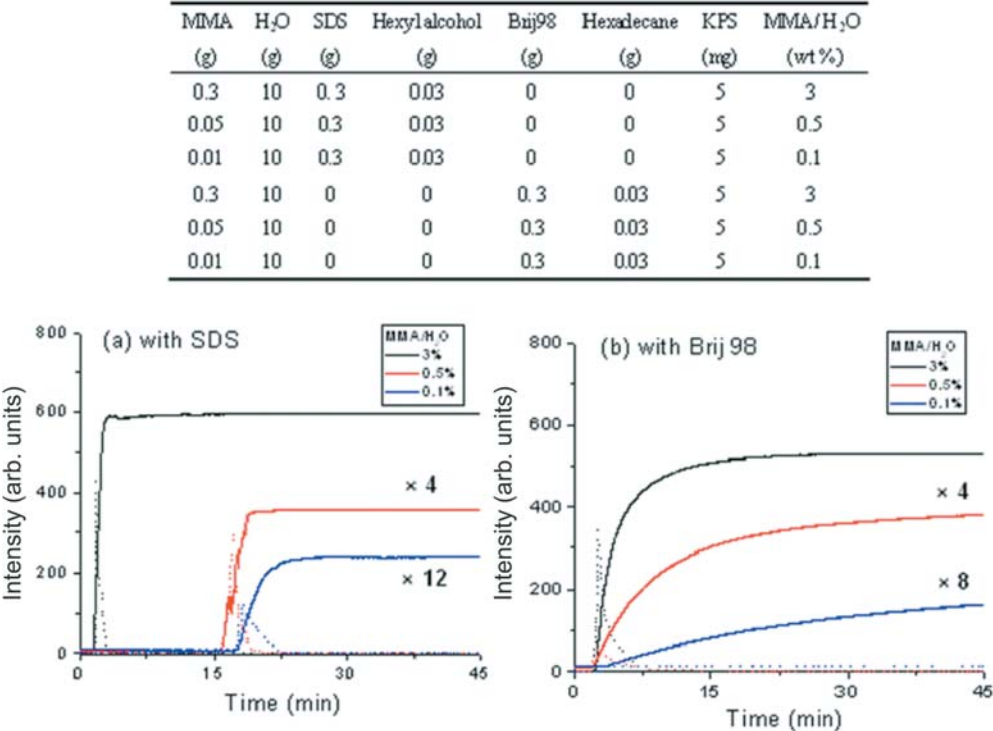 MMA H₂O SDS Hexyl alcohol Brij98 Hexadecane KPS MMA/H₂O
(g) (g) (g) (g) (g) (g) (mg) (wt%)
0.3 10 0.3 0.03 0 0 5 3
0.05 10 0.3 0.03 0 0 5 0.5
0.01 10 0.3 0.03 0 0 5 0.1
0.3 10 0 0 0.3 0.03 5 3
0.05 10 0 0 0.3 0.03 5 0.5
0.01 10 0 0 0.3 0.03 5 0.1
(a) with SDS
MMA/H₂O
3%
0.5%
0.1%
× 4
× 12
800
600
400
200
0
0 15 30 45
Intensity (arb. units)
Time (min)
(b) with Brij 98
MMA/H₂O
3%
0.5%
0.1%
× 4
× 8
800
600
400
200
0
0 15 30 45
Intensity (arb. units)
Time (min)